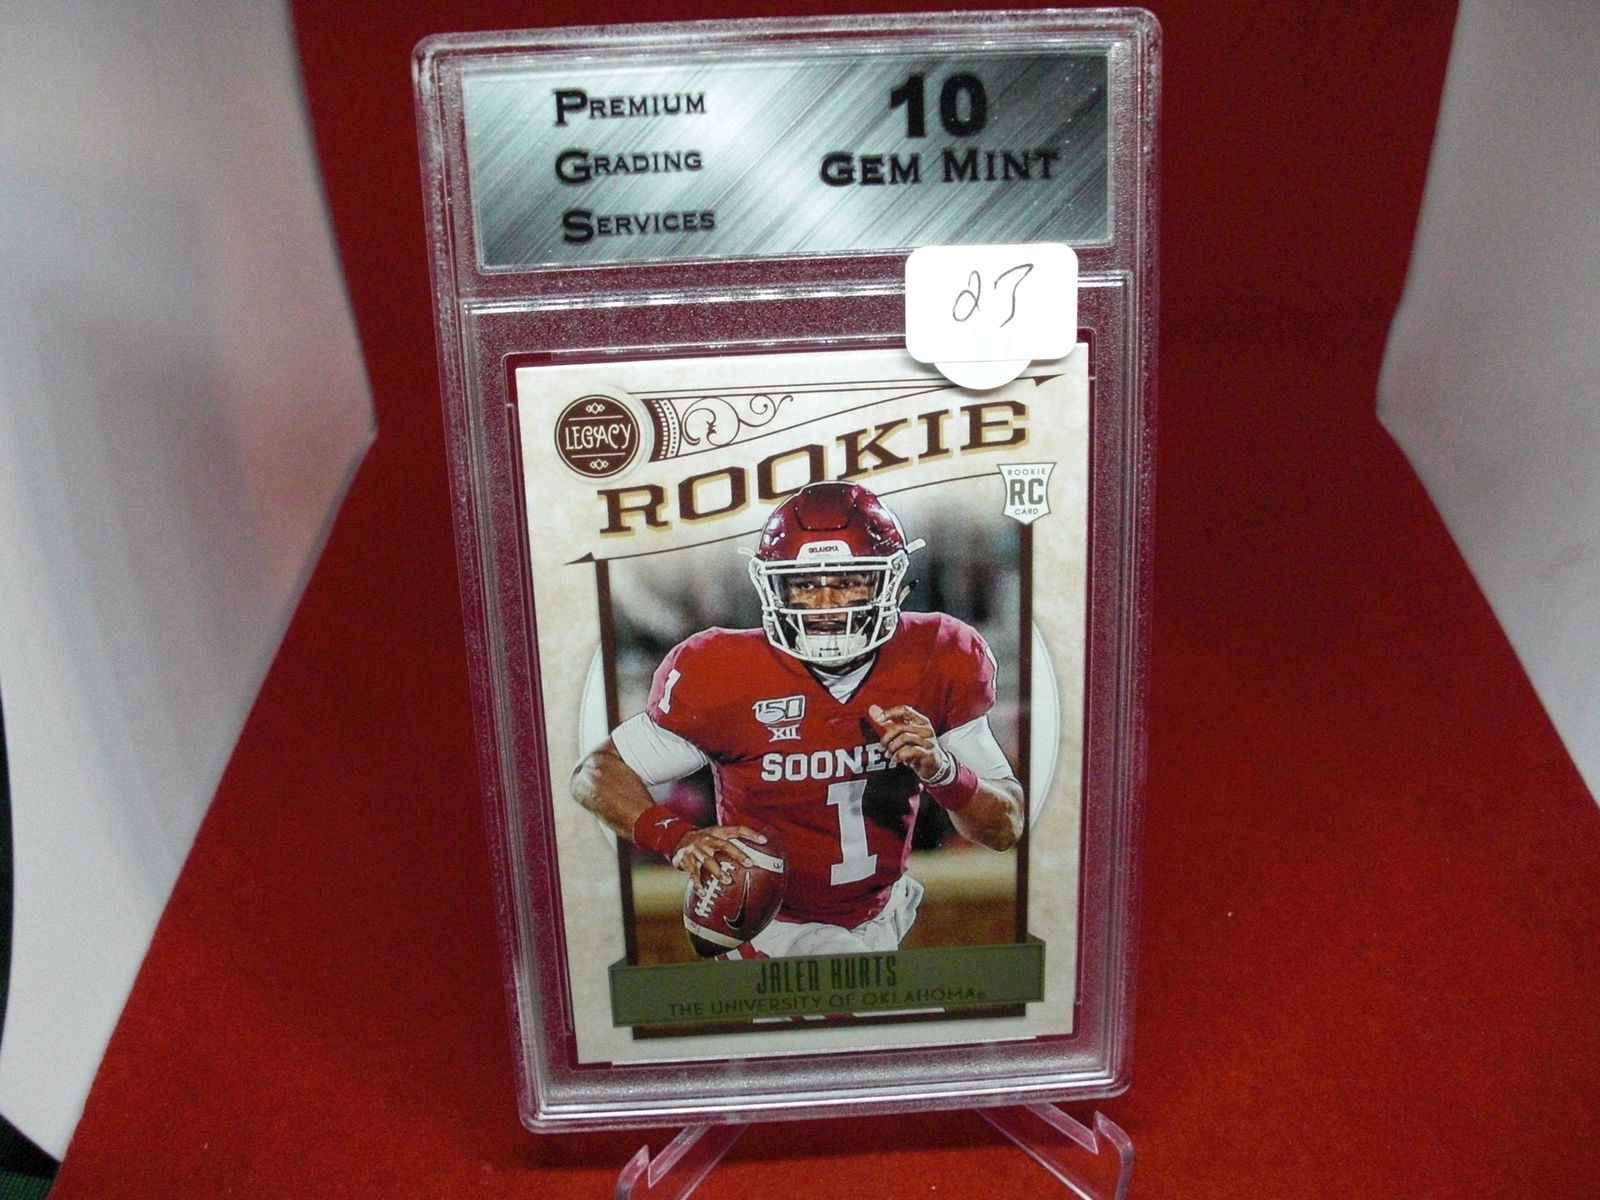 PREMIUM
GRADING
SERVICES
10
GEM MINT
23
LEGACY
ROOKIE
ROOKIE
RC
CARD
OKLAHOMA
1
150
XII
SOONE
1
JALEN HURTS
THE UNIVERSITY OF OKLAHOMA®